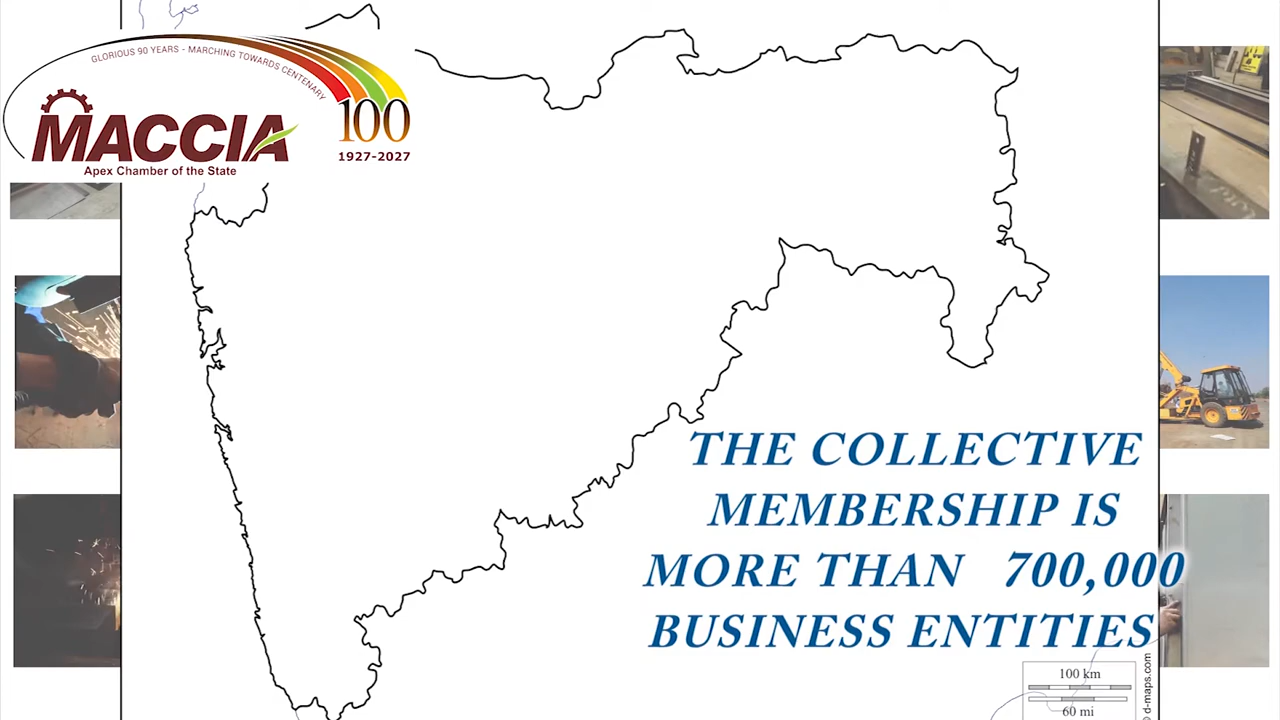 GLORIOUS 90 YEARS - MARCHING TOWARDS CENTENARY
100
MACCIA
1927-2027
Apex Chamber of the State
THE COLLECTIVE
MEMBERSHIP IS
MORE THAN 700,000
BUSINESS ENTITIES
100 km
60 mi
© d-maps.com